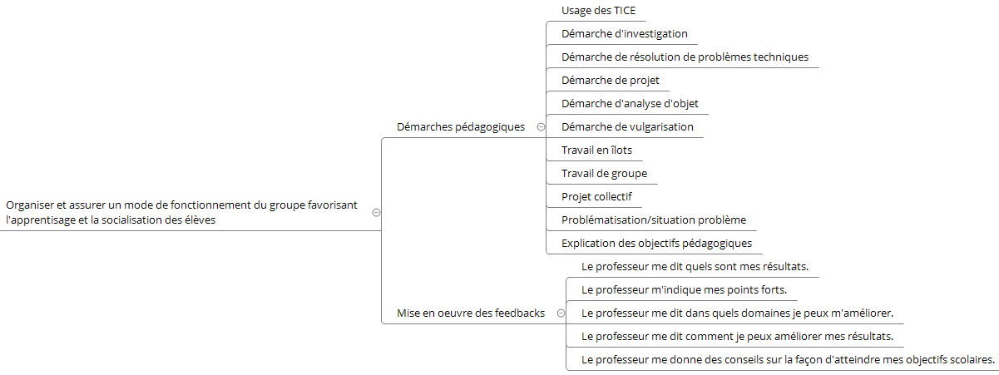 Usage des TICE
Démarche d'investigation
Démarche de résolution de problèmes techniques
Démarche de projet
Démarche d'analyse d'objet
Démarches pédagogiques
Démarche de vulgarisation
Travail en îlots
Travail de groupe
Projet collectif
Organiser et assurer un mode de fonctionnement du groupe favorisant
l'apprentisage et la socialisation des élèves
Problématisation/situation problème
Explication des objectifs pédagogiques
Le professeur me dit quels sont mes résultats.
Le professeur m'indique mes points forts.
Mise en oeuvre des feedbacks
Le professeur me dit dans quels domaines je peux m'améliorer.
Le professeur me dit comment je peux améliorer mes résultats.
Le professeur me donne des conseils sur la façon d'atteindre mes objectifs scolaires.